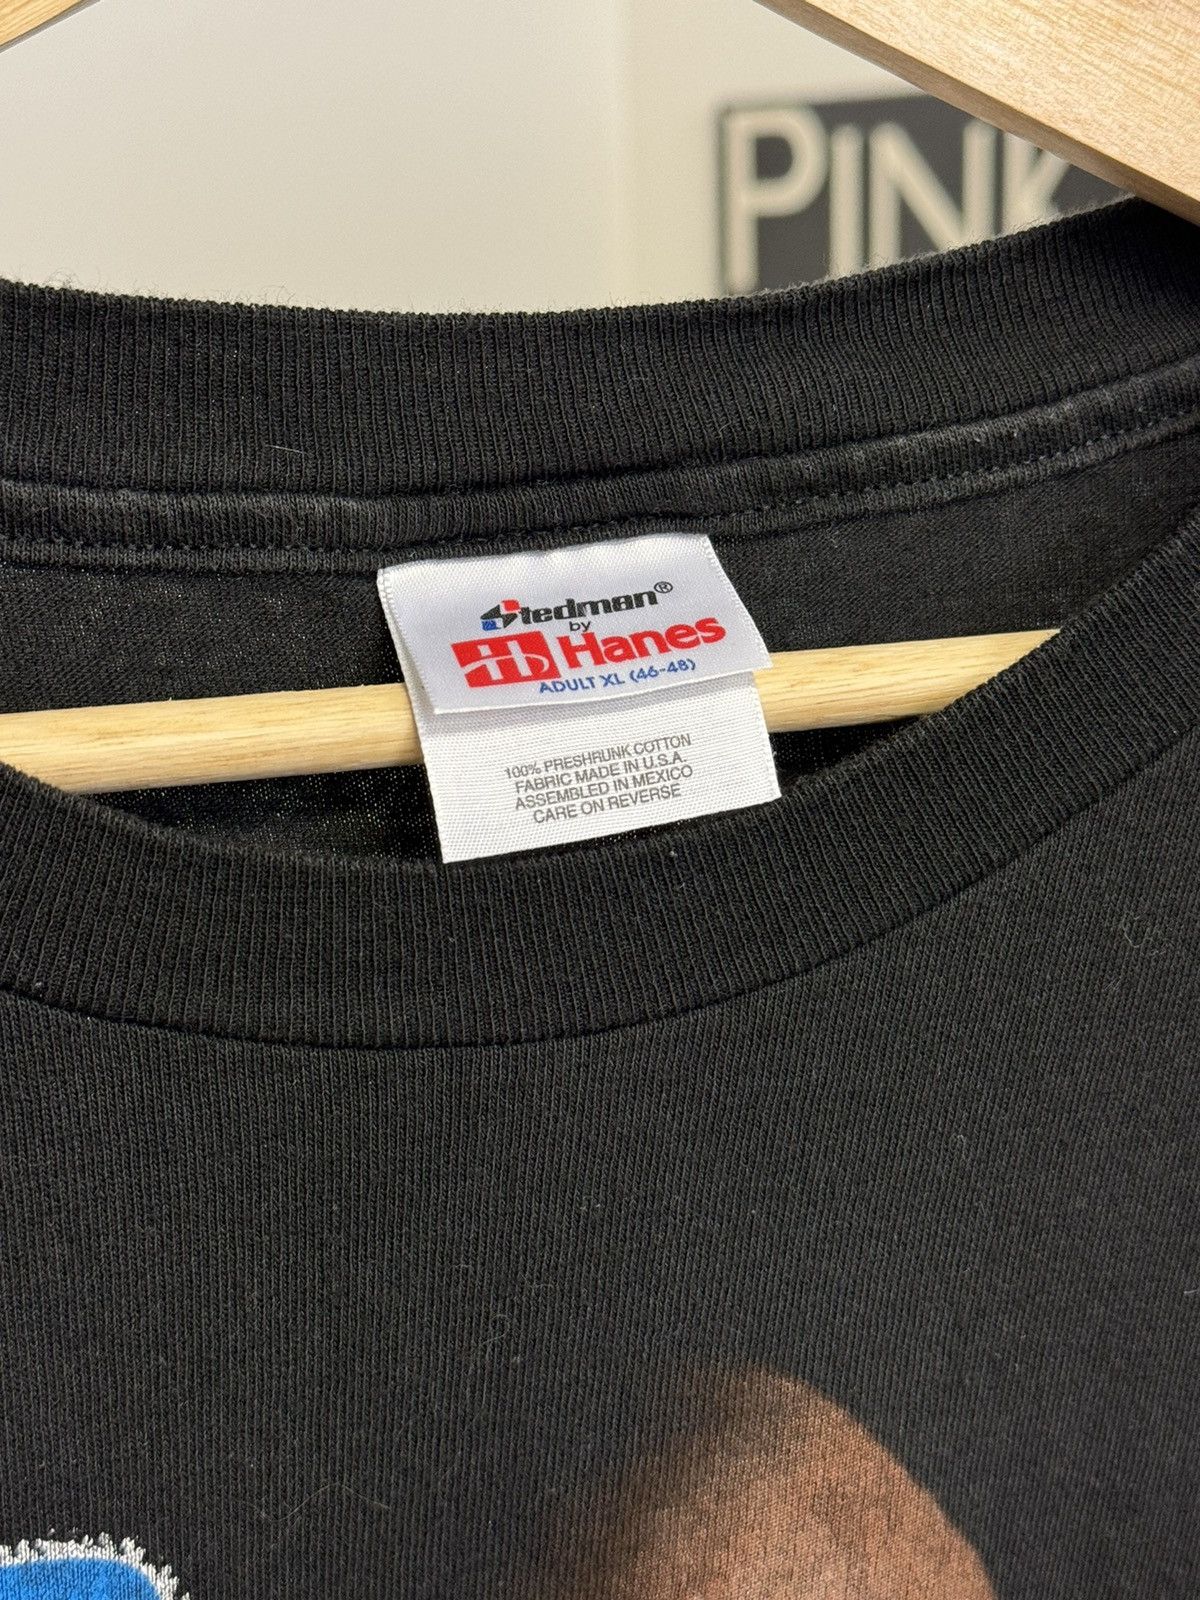 PINK
Stedman®
by
Hanes
ADULT XL (46-48)
100% PRESHRUNK COTTON
FABRIC MADE IN U.S.A.
ASSEMBLED IN MEXICO
CARE ON REVERSE